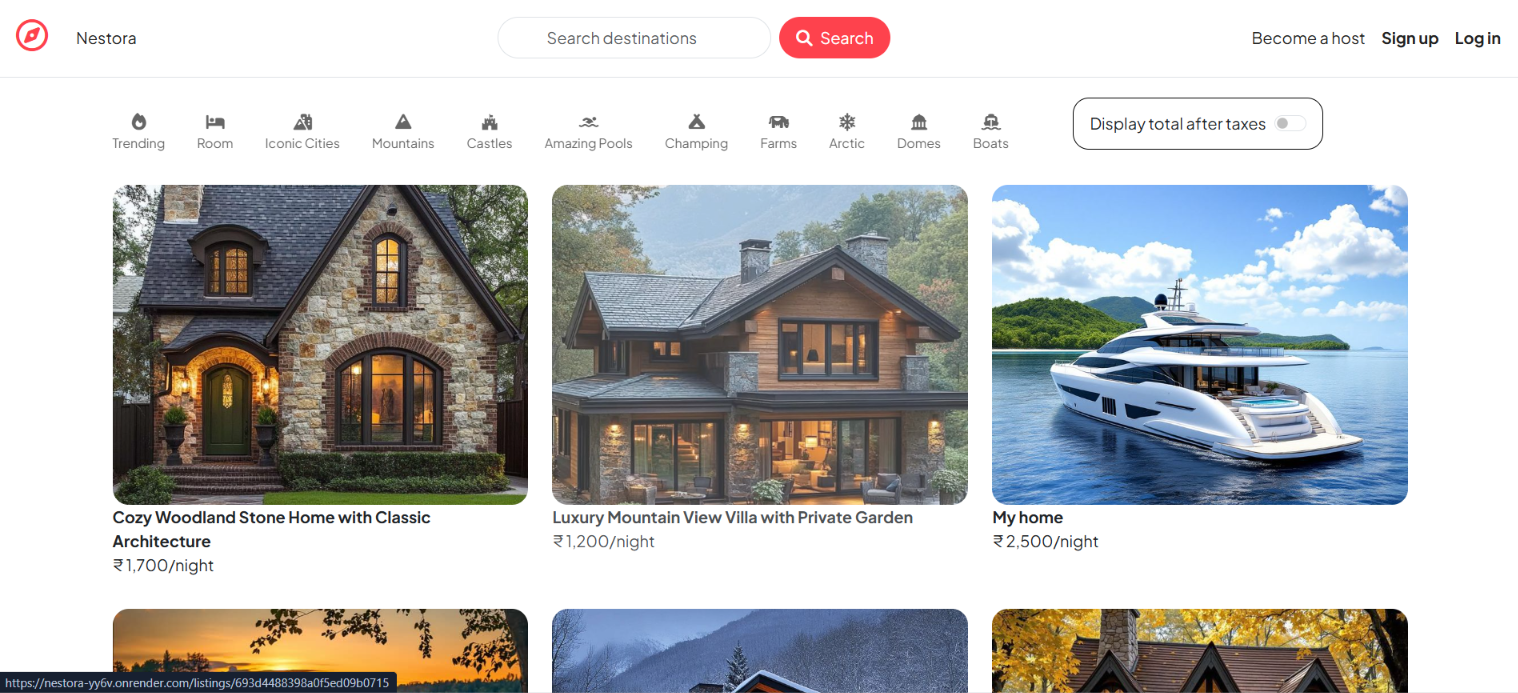 Nestora
Search destinations
Search
Become a host
Sign up
Log in
Trending
Room
Iconic Cities
Mountains
Castles
Amazing Pools
Champing
Farms
Arctic
Domes
Boats
Display total after taxes
Cozy Woodland Stone Home with Classic
Architecture
₹1,700/night
Luxury Mountain View Villa with Private Garden
₹1,200/night
My home
₹2,500/night
https://nestora-yy6v.onrender.com/listings/693d4488398a0f5ed09b0715